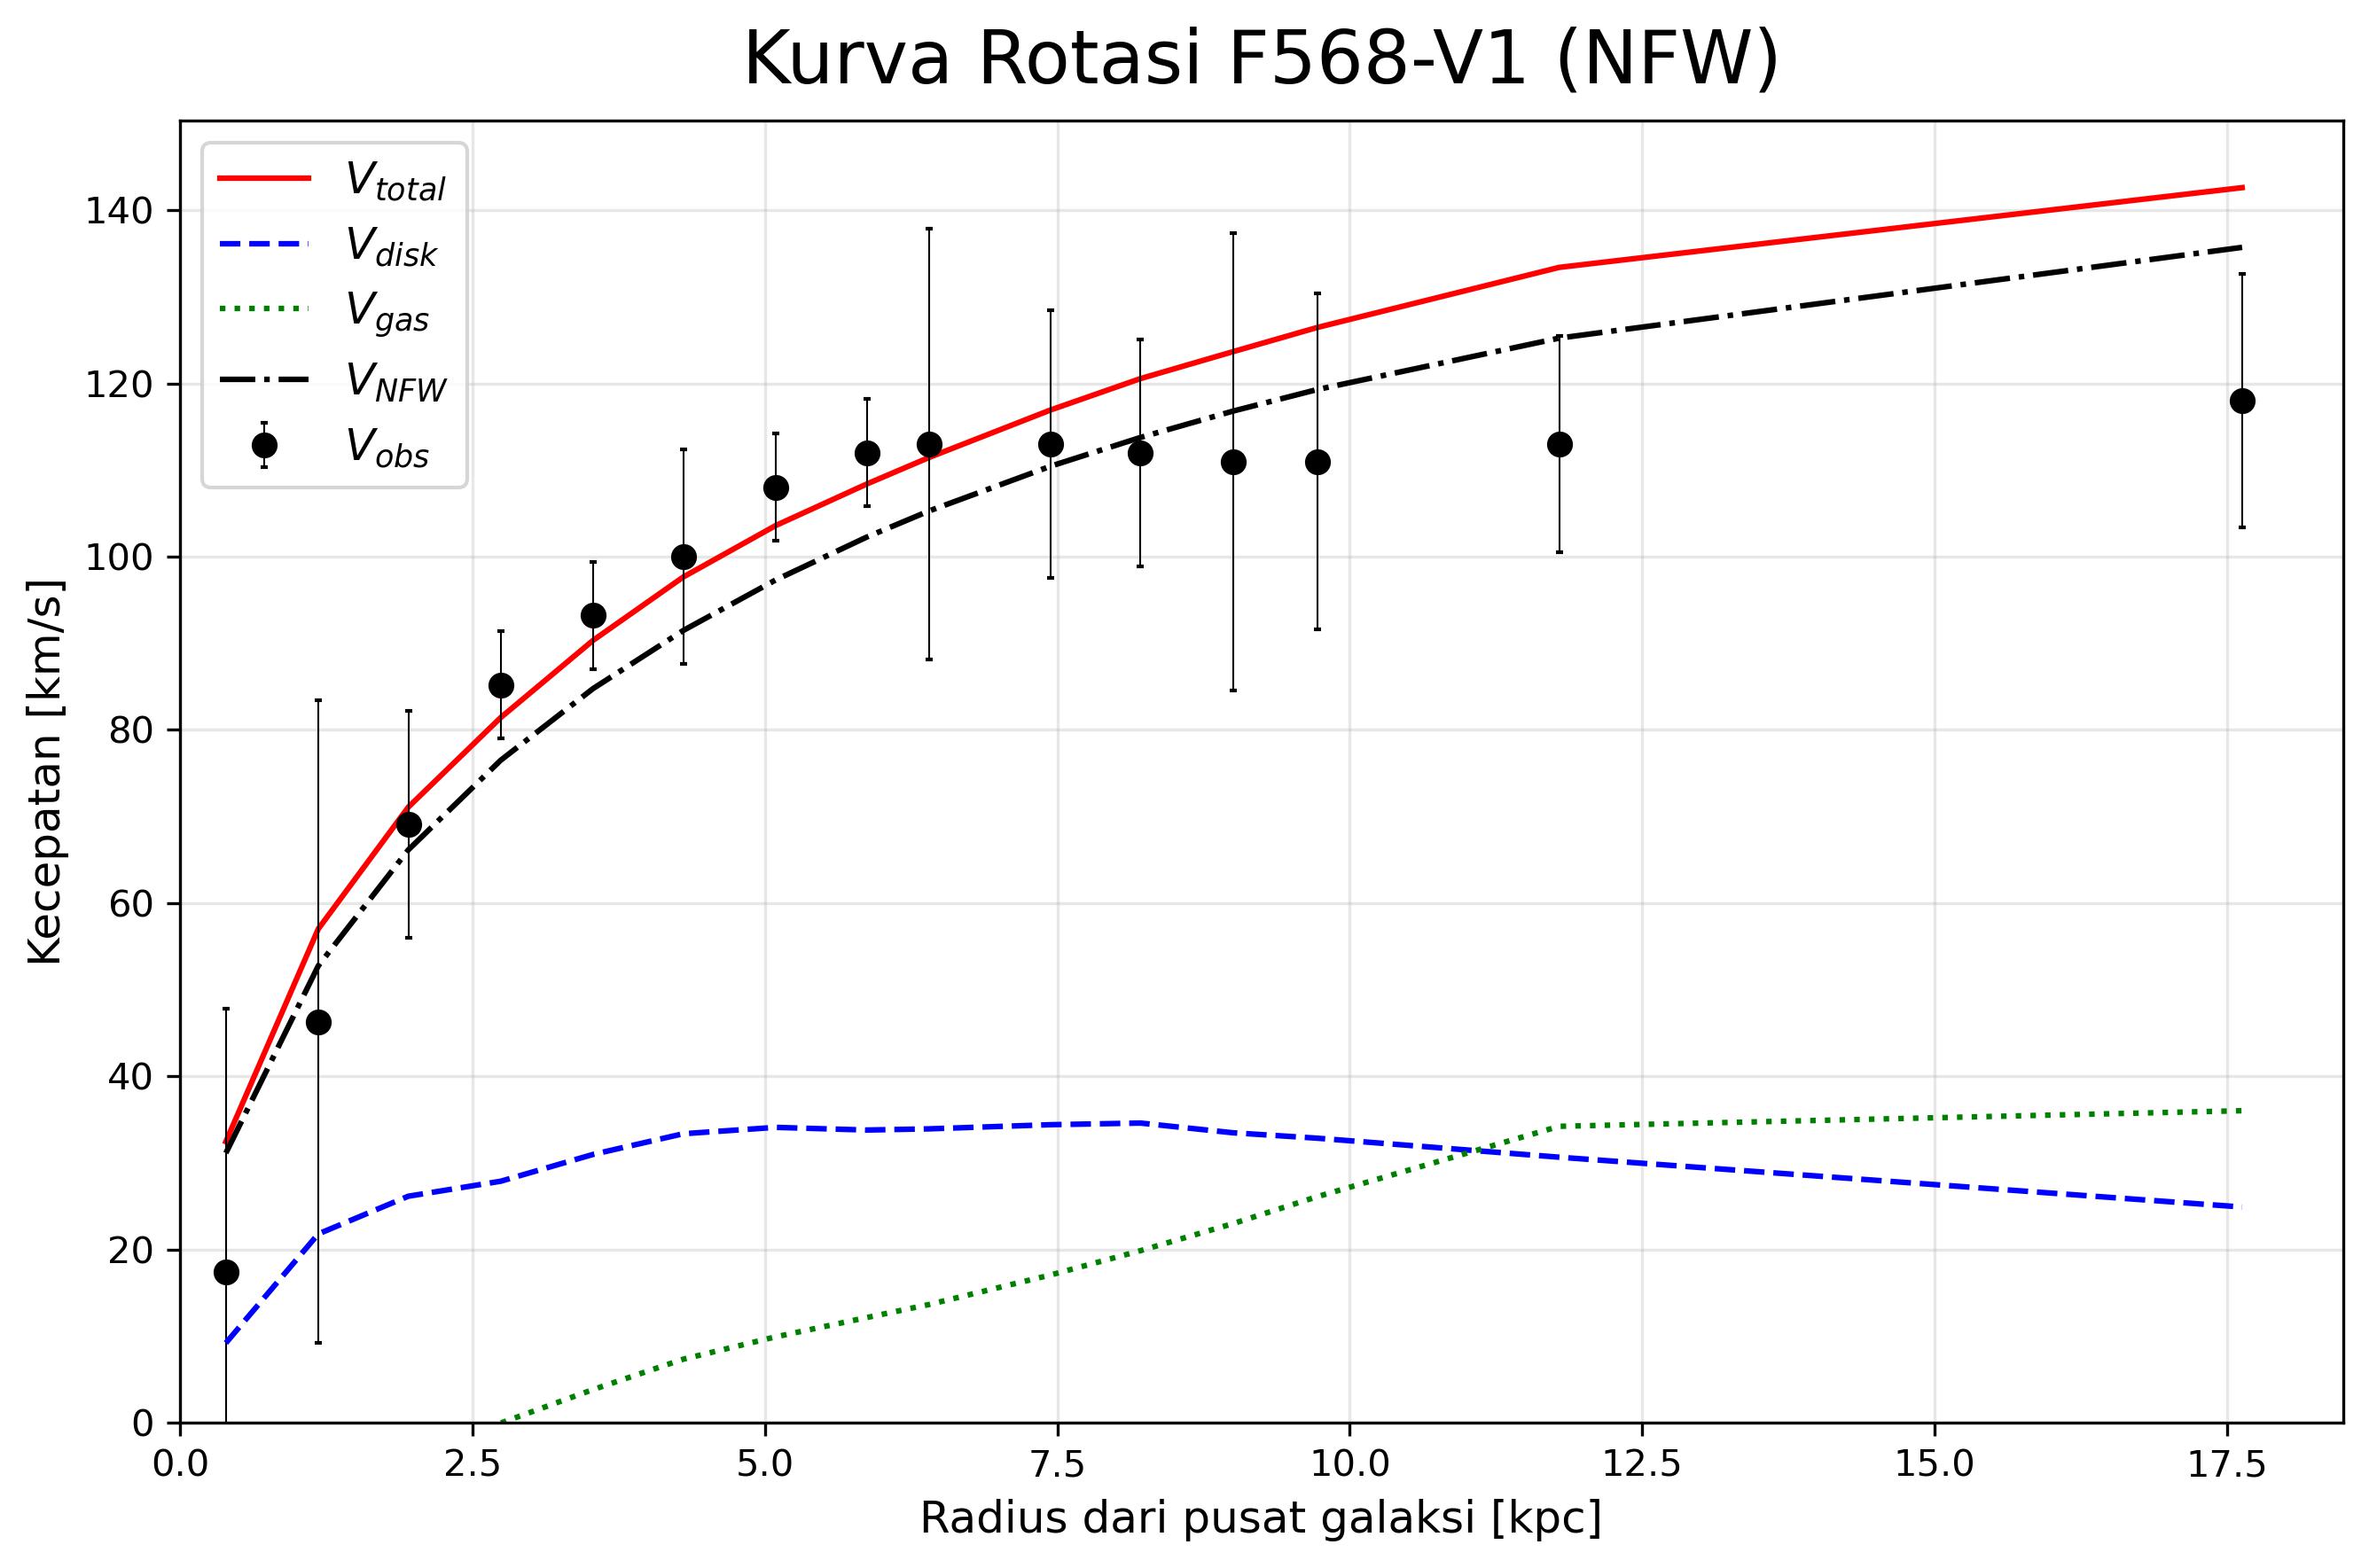 Kurva Rotasi F568-V1 (NFW)
V_total
V_disk
V_gas
V_NFW
V_obs
140
120
100
80
60
40
20
0
Kecepatan [km/s]
0.0 2.5 5.0 7.5 10.0 12.5 15.0 17.5
Radius dari pusat galaksi [kpc]